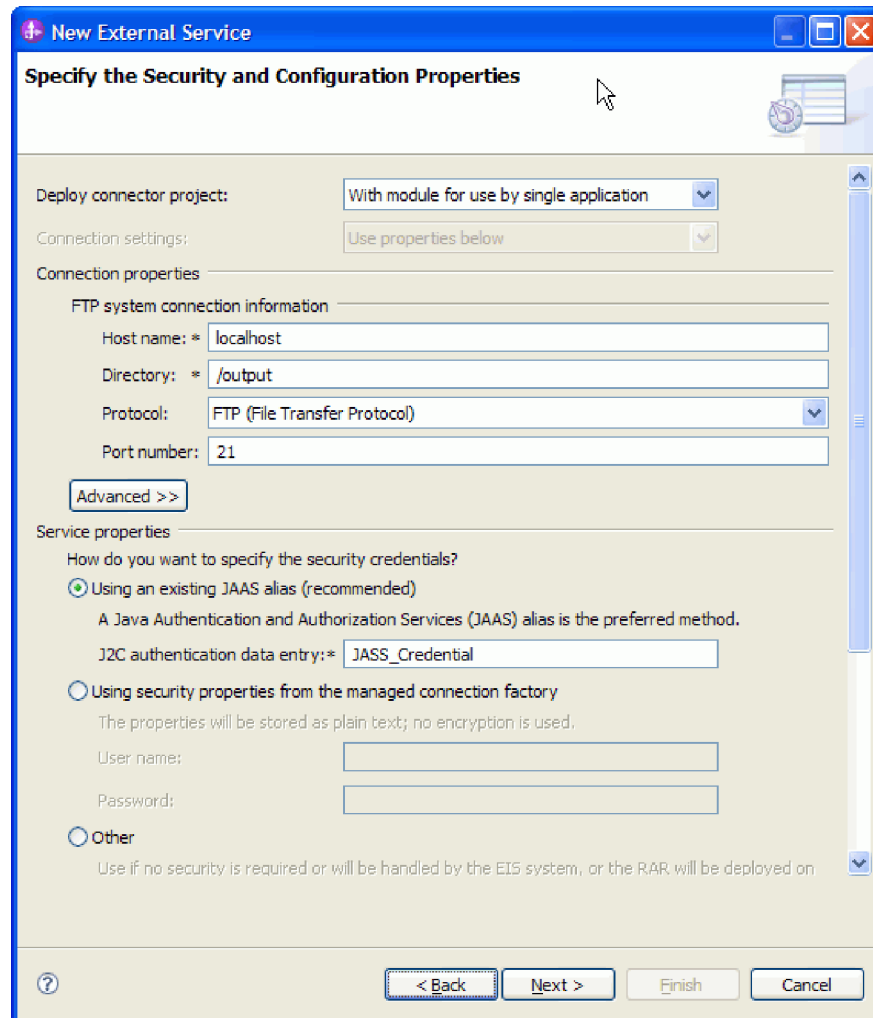 New External Service
Specify the Security and Configuration Properties
Deploy connector project: With module for use by single application
Connection settings: Use properties below
Connection properties
FTP system connection information
Host name: * localhost
Directory: * /output
Protocol: FTP (File Transfer Protocol)
Port number: 21
Advanced >>
Service properties
How do you want to specify the security credentials?
Using an existing JAAS alias (recommended)
A Java Authentication and Authorization Services (JAAS) alias is the preferred method.
J2C authentication data entry:* JASS_Credential
Using security properties from the managed connection factory
The properties will be stored as plain text; no encryption is used.
User name:
Password:
Other
Use if no security is required or will be handled by the EIS system, or the RAR will be deployed on
? < Back Next > Finish Cancel